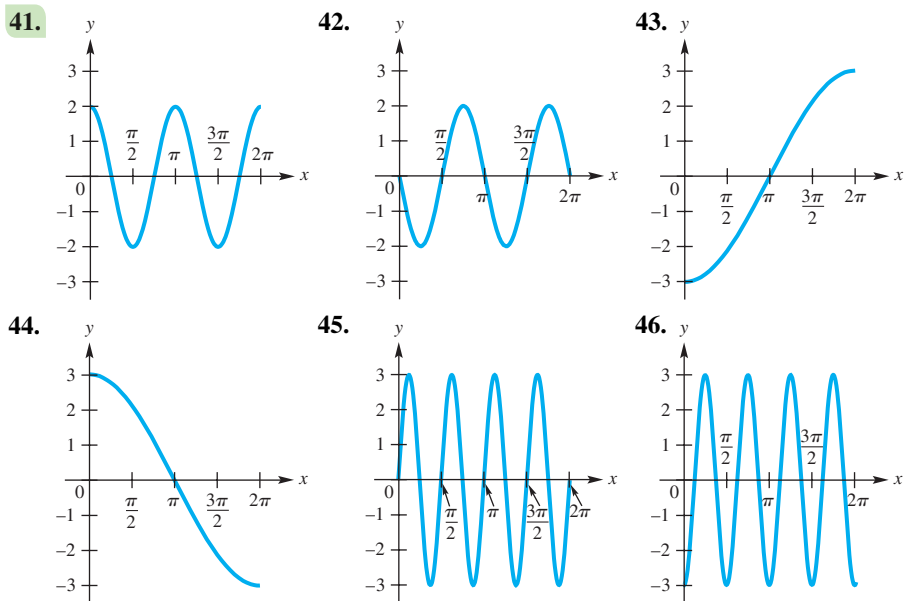 41. 42. 43.
y y y
3 3 3
2 2 2
1 π/2 3π/2 1 π/2 3π/2 1
π 2π
0 x 0 x 0 x
π 2π π/2 π 3π/2 2π
−1 −1 −1
−2 −2 −2
−3 −3 −3
44. 45. 46.
y y y
3 3 3
2 2 2
1 1 1 π/2 3π/2
0 x 0 x 0 x
π/2 π 3π/2 2π π/2 π 3π/2 2π π 2π
−1 −1 −1
−2 −2 −2
−3 −3 −3